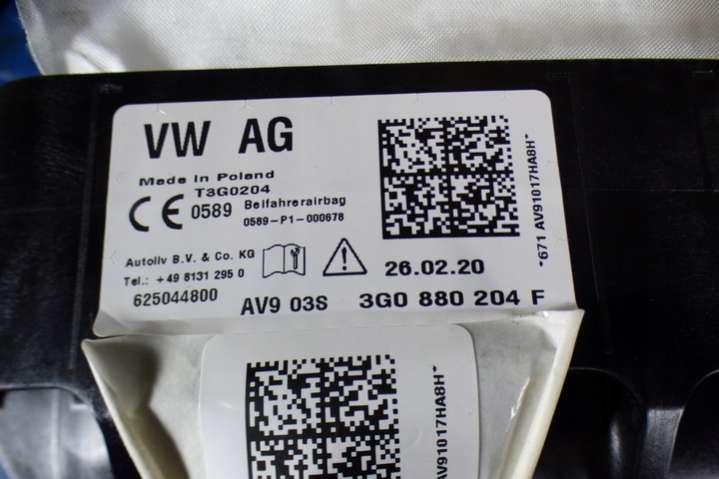 VW AG
Made in Poland
T3G0204
CE 0589 Beifahrerairbag
0589-P1-000678
Autoliv B.V. & Co. KG
Tel.: +49 8131 295 0
625044800
26.02.20
AV9 03S 3G0 880 204 F
*671 AV91017HA8H*
AV91017HA8H*